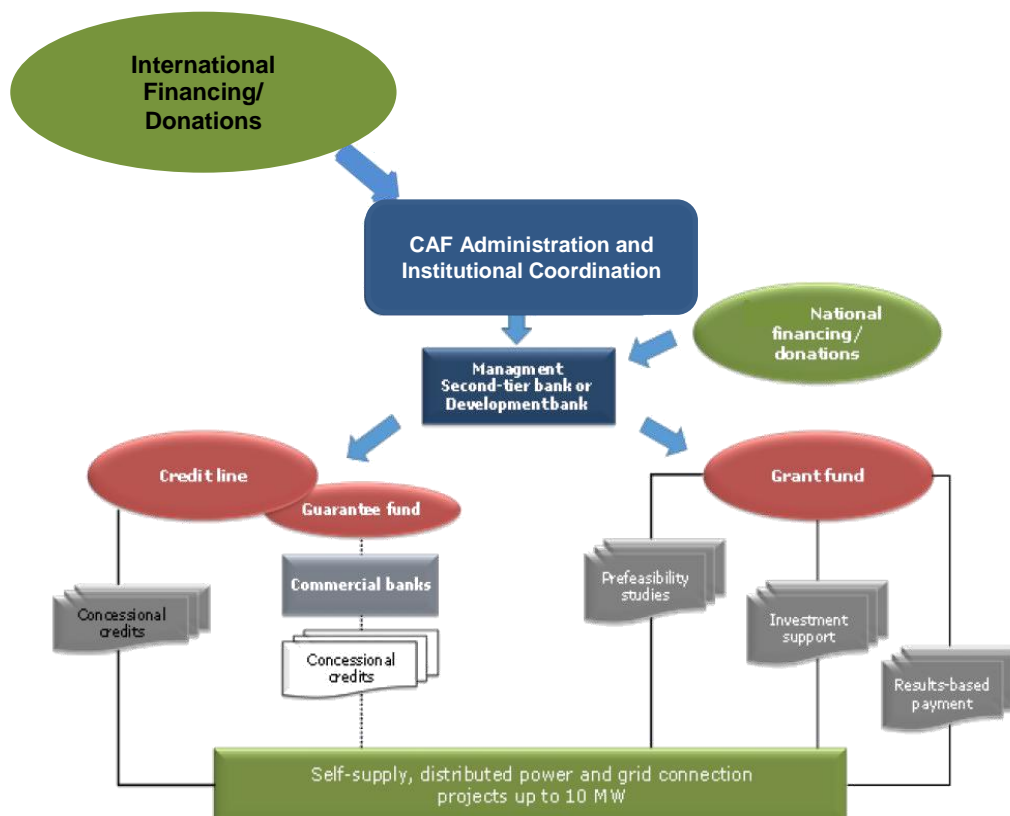 International
Financing/
Donations
CAF Administration and
Institutional Coordination
National
financing/
donations
Managment
Second-tier bank or
Development bank
Credit line
Guarantee fund
Grant fund
Commercial banks
Prefeasibility
studies
Concessional
credits
Investment
support
Concessional
credits
Results-based
payment
Self-supply, distributed power and grid connection
projects up to 10 MW